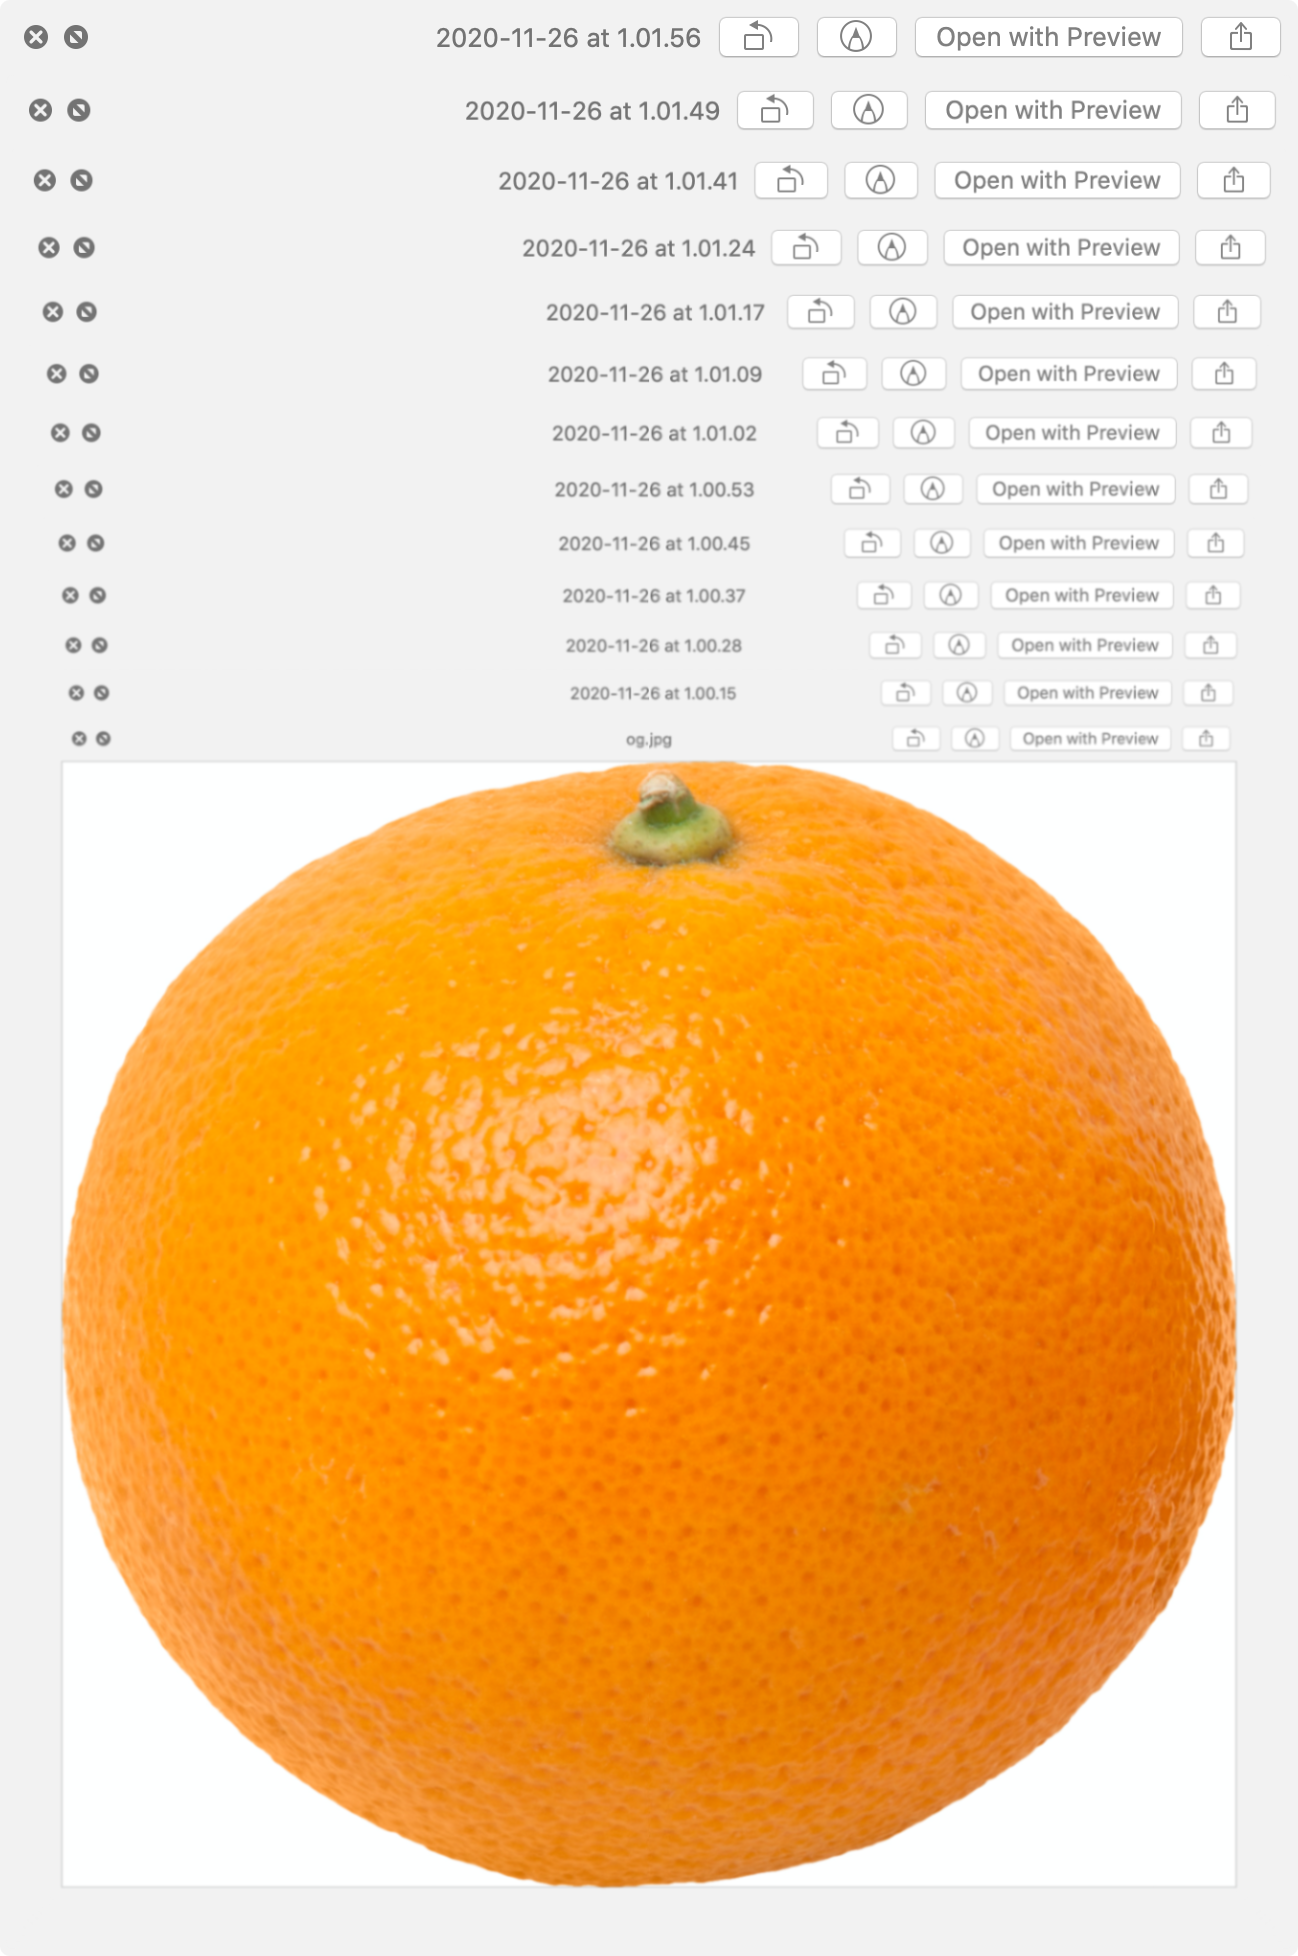 2020-11-26 at 1.01.56 Open with Preview
2020-11-26 at 1.01.49 Open with Preview
2020-11-26 at 1.01.41 Open with Preview
2020-11-26 at 1.01.24 Open with Preview
2020-11-26 at 1.01.17 Open with Preview
2020-11-26 at 1.01.09 Open with Preview
2020-11-26 at 1.01.02 Open with Preview
2020-11-26 at 1.00.53 Open with Preview
2020-11-26 at 1.00.45 Open with Preview
2020-11-26 at 1.00.37 Open with Preview
2020-11-26 at 1.00.28 Open with Preview
2020-11-26 at 1.00.15 Open with Preview
og.jpg Open with Preview